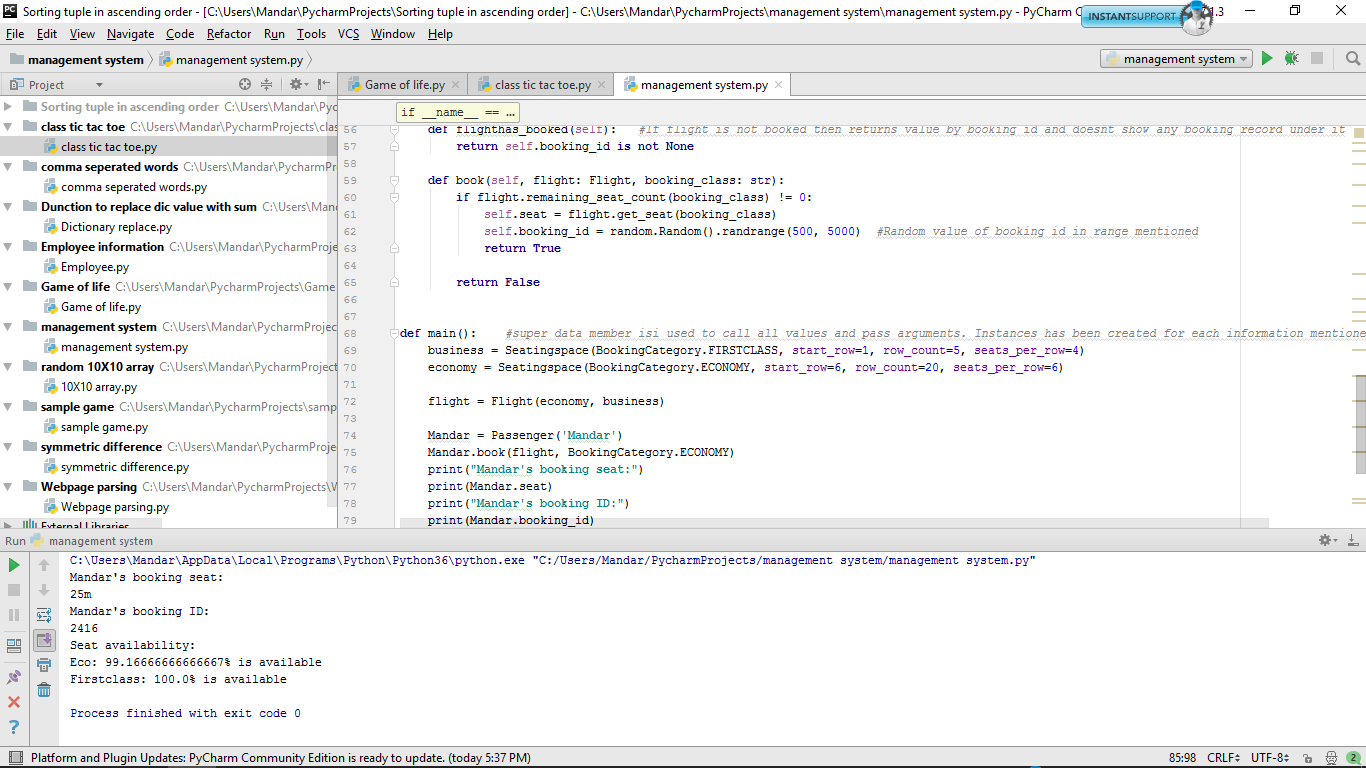 Sorting tuple in ascending order - [C:\Users\Mandar\PycharmProjects\Sorting tuple in ascending order] - C:\Users\Mandar\PycharmProjects\management system\management system.py - PyCharm C
INSTANTSUPPORT
1.3
File Edit View Navigate Code Refactor Run Tools VCS Window Help
management system management system.py
management system
Project
Game of life.py class tic tac toe.py management system.py
Sorting tuple in ascending order C:\Users\Mandar\Pyc
class tic tac toe C:\Users\Mandar\PycharmProjects\clas
class tic tac toe.py
comma seperated words C:\Users\Mandar\PycharmPr
comma seperated words.py
Dunction to replace dic value with sum C:\Users\Man
Dictionary replace.py
Employee information C:\Users\Mandar\PycharmProje
Employee.py
Game of life C:\Users\Mandar\PycharmProjects\Game
Game of life.py
management system C:\Users\Mandar\PycharmProjec
management system.py
random 10X10 array C:\Users\Mandar\PycharmProject
10X10 array.py
sample game C:\Users\Mandar\PycharmProjects\samp
sample game.py
symmetric difference C:\Users\Mandar\PycharmProje
symmetric difference.py
Webpage parsing C:\Users\Mandar\PycharmProjects\W
Webpage parsing.py
External Libraries
if __name__ == ...
56 def flighthas_booked(self): #If flight is not booked then returns value by booking id and doesnt show any booking record under it
57 return self.booking_id is not None
58
59 def book(self, flight: Flight, booking_class: str):
60 if flight.remaining_seat_count(booking_class) != 0:
61 self.seat = flight.get_seat(booking_class)
62 self.booking_id = random.Random().randrange(500, 5000) #Random value of booking id in range mentioned
63 return True
64
65 return False
66
67
68 def main(): #super data member isi used to call all values and pass arguments. Instances has been created for each information mentione
69 business = Seatingspace(BookingCategory.FIRSTCLASS, start_row=1, row_count=5, seats_per_row=4)
70 economy = Seatingspace(BookingCategory.ECONOMY, start_row=6, row_count=20, seats_per_row=6)
71
72 flight = Flight(economy, business)
73
74 Mandar = Passenger('Mandar')
75 Mandar.book(flight, BookingCategory.ECONOMY)
76 print("Mandar's booking seat:")
77 print(Mandar.seat)
78 print("Mandar's booking ID:")
79 print(Mandar.booking_id)
Run management system
C:\Users\Mandar\AppData\Local\Programs\Python\Python36\python.exe "C:/Users/Mandar/PycharmProjects/management system/management system.py"
Mandar's booking seat:
25m
Mandar's booking ID:
2416
Seat availability:
Eco: 99.16666666666667% is available
Firstclass: 100.0% is available
Process finished with exit code 0
Platform and Plugin Updates: PyCharm Community Edition is ready to update. (today 5:37 PM)
85:98 CRLF UTF-8 2